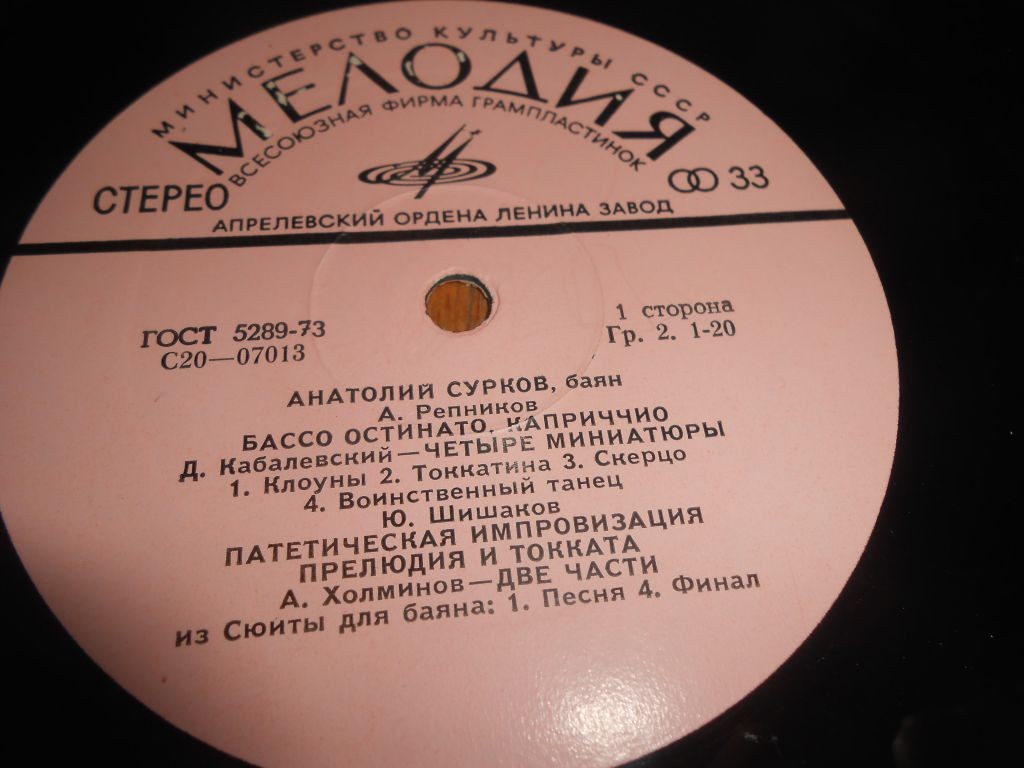 МИНИСТЕРСТВО КУЛЬТУРЫ СССР
МЕЛОДИЯ
ВСЕСОЮЗНАЯ ФИРМА ГРАМПЛАСТИНОК
СТЕРЕО
33
АПРЕЛЕВСКИЙ ОРДЕНА ЛЕНИНА ЗАВОД
ГОСТ 5289-73
С20—07013
1 сторона
Гр. 2. 1-20
АНАТОЛИЙ СУРКОВ, баян
А. Репников
БАССО ОСТИНАТО. КАПРИЧЧИО
Д. Кабалевский—ЧЕТЫРЕ МИНИАТЮРЫ
1. Клоуны 2. Токкатина 3. Скерцо
4. Воинственный танец
Ю. Шишаков
ПАТЕТИЧЕСКАЯ ИМПРОВИЗАЦИЯ
ПРЕЛЮДИЯ И ТОККАТА
А. Холминов—ДВЕ ЧАСТИ
из Сюиты для баяна: 1. Песня 4. Финал